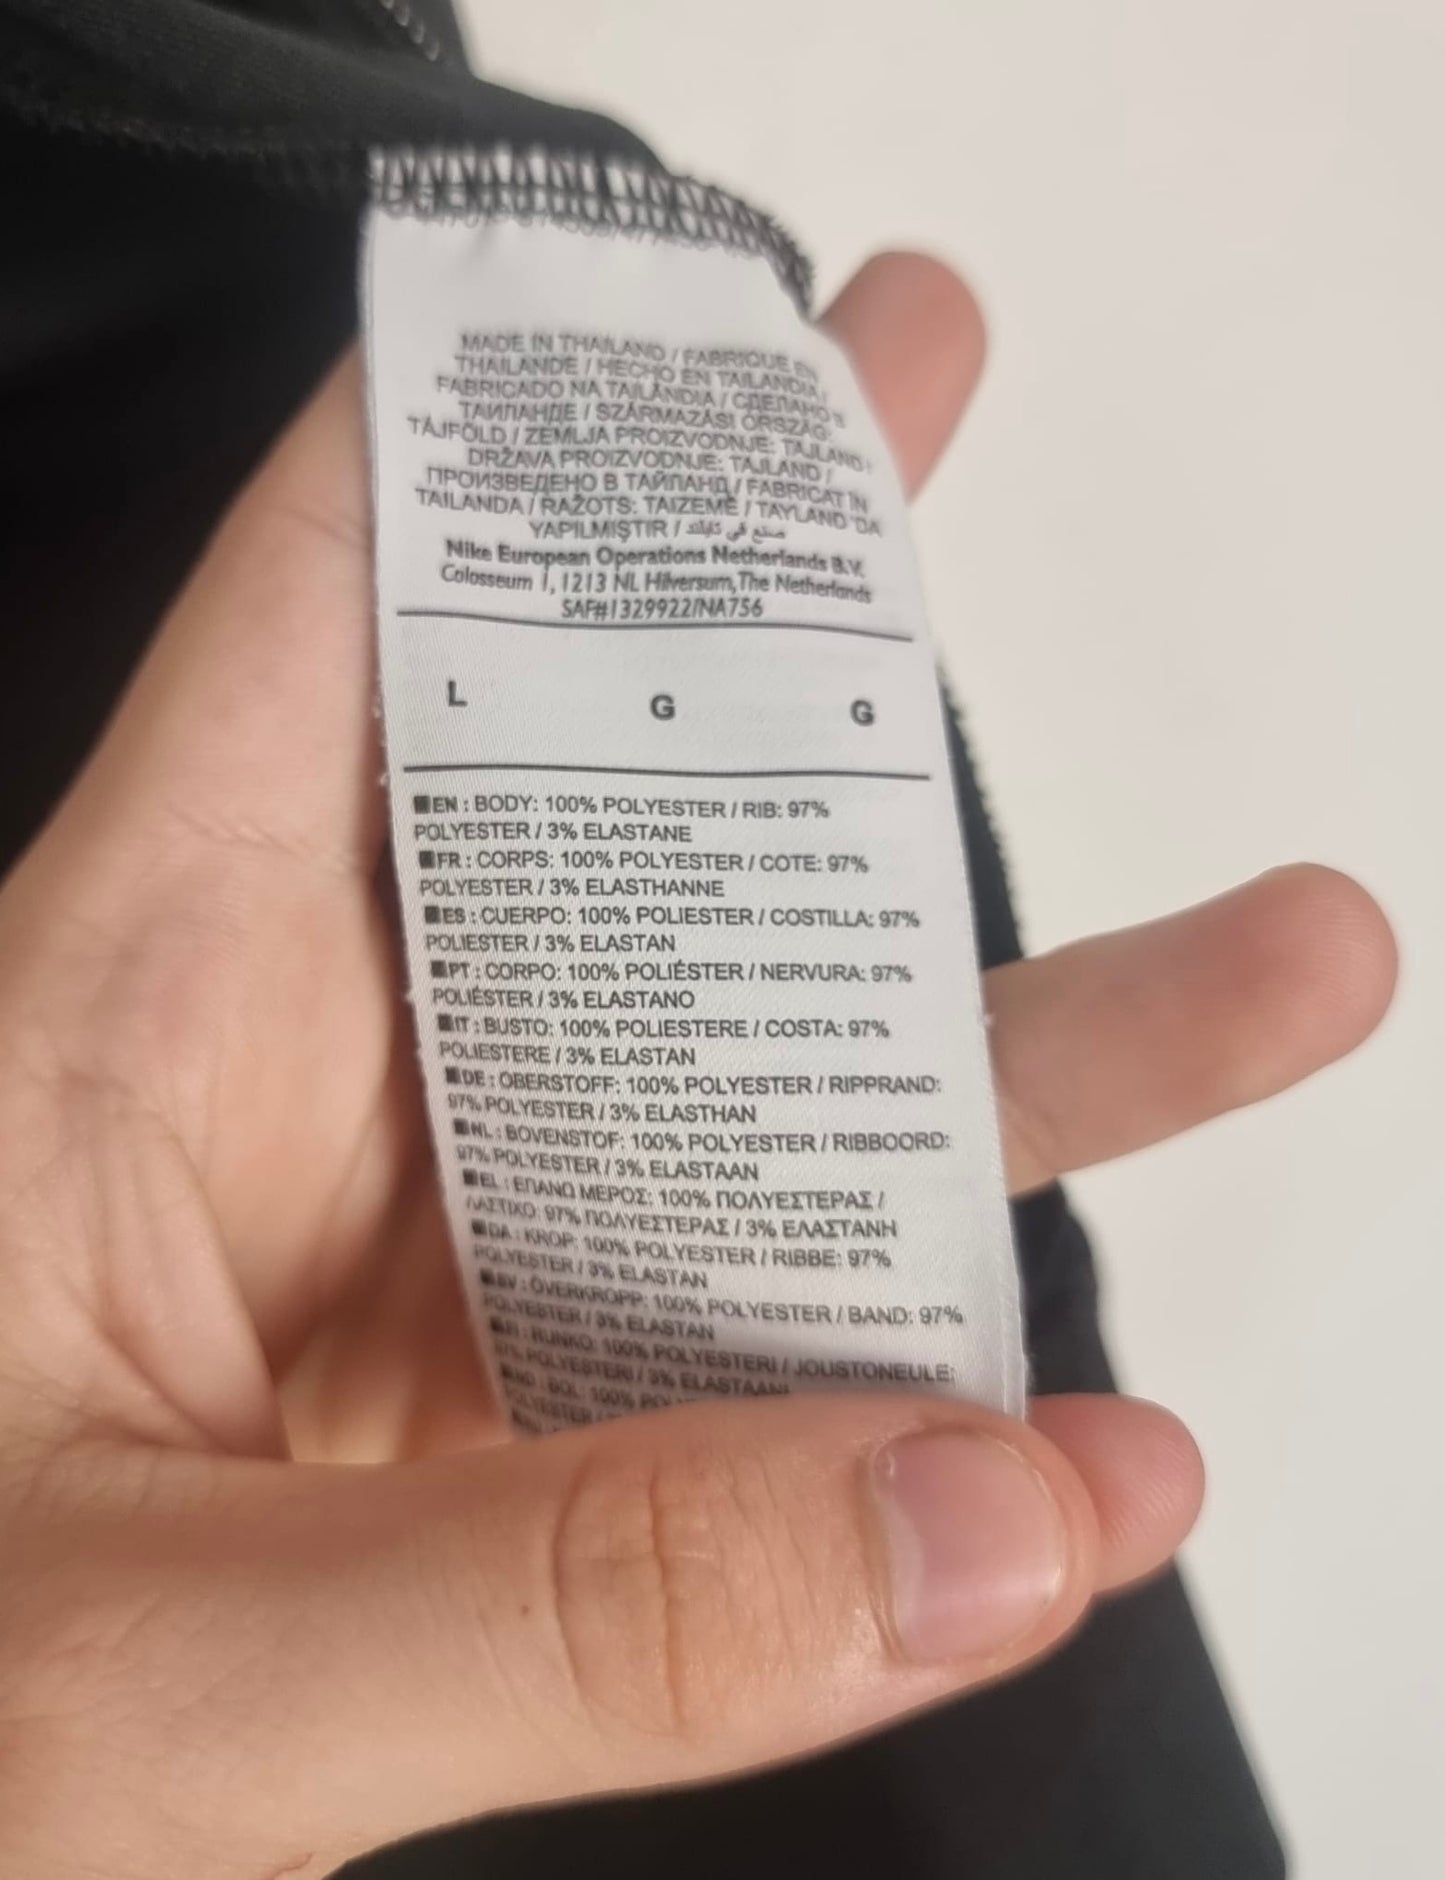 MADE IN THAILAND / FABRIQUE EN
THAILANDE / HECHO EN TAILANDIA /
FABRICADO NA TAILÂNDIA / СДЕЛАНО В
ТАИЛАНДЕ / SZÁRMAZÁSI ORSZÁG:
TÁJFÖLD / ZEMLJA PROIZVODNJE: TAJLAND /
DRŽAVA PROIZVODNJE: TAJLAND /
ПРОИЗВЕДЕНО В ТАЙЛАНД / FABRICAT IN
TAILANDA / RAŽOTS: TAIZEMĒ / TAYLAND 'DA
YAPILMIŞTIR / صنع في تايلاند
Nike European Operations Netherlands B.V.
Colosseum 1, 1213 NL Hilversum, The Netherlands
SAF#1329922/NA756
L G G
EN : BODY: 100% POLYESTER / RIB: 97%
POLYESTER / 3% ELASTANE
FR : CORPS: 100% POLYESTER / COTE: 97%
POLYESTER / 3% ELASTHANNE
ES : CUERPO: 100% POLIESTER / COSTILLA: 97%
POLIESTER / 3% ELASTAN
PT : CORPO: 100% POLIÉSTER / NERVURA: 97%
POLIÉSTER / 3% ELASTANO
IT : BUSTO: 100% POLIESTERE / COSTA: 97%
POLIESTERE / 3% ELASTAN
DE : OBERSTOFF: 100% POLYESTER / RIPPRAND:
97% POLYESTER / 3% ELASTHAN
NL : BOVENSTOF: 100% POLYESTER / RIBBOORD:
97% POLYESTER / 3% ELASTAAN
EL : ΕΠΑΝΩ ΜΕΡΟΣ: 100% ΠΟΛΥΕΣΤΕΡΑΣ /
ΛΑΣΤΙΧΟ: 97% ΠΟΛΥΕΣΤΕΡΑΣ / 3% ΕΛΑΣΤΑΝΗ
DA : KROP: 100% POLYESTER / RIBBE: 97%
POLYESTER / 3% ELASTAN
SV : ÖVERKROPP: 100% POLYESTER / BAND: 97%
POLYESTER / 3% ELASTAN
FI : RUNKO: 100% POLYESTERI / JOUSTONEULE:
97% POLYESTERI / 3% ELASTAANI
NO : BOL: 100%
POLYESTER /